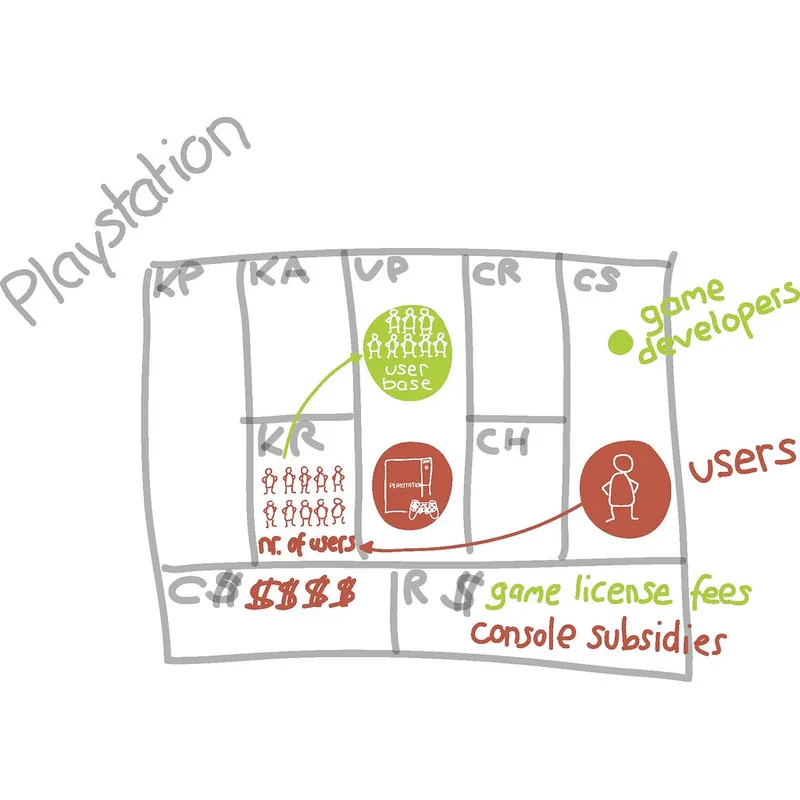 Playstation
KP
KA
VP
CR
CS
game
developers
user
base
KR
CH
PLAYSTATION
users
nr. of users
C$ $$$$
R $ game license fees
console subsidies